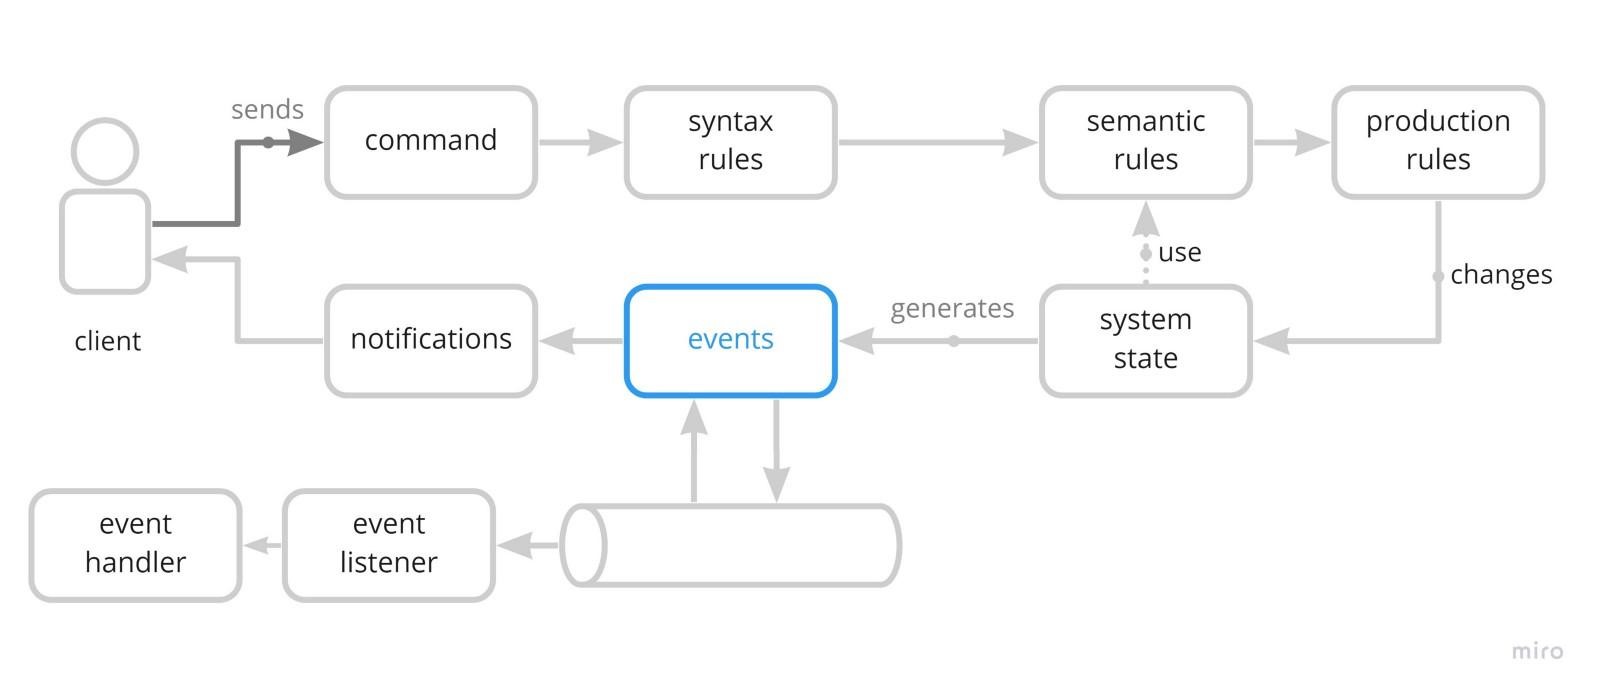 sends
command
syntax
rules
semantic
rules
production
rules
use
changes
client
notifications
events
generates
system
state
event
handler
event
listener
miro